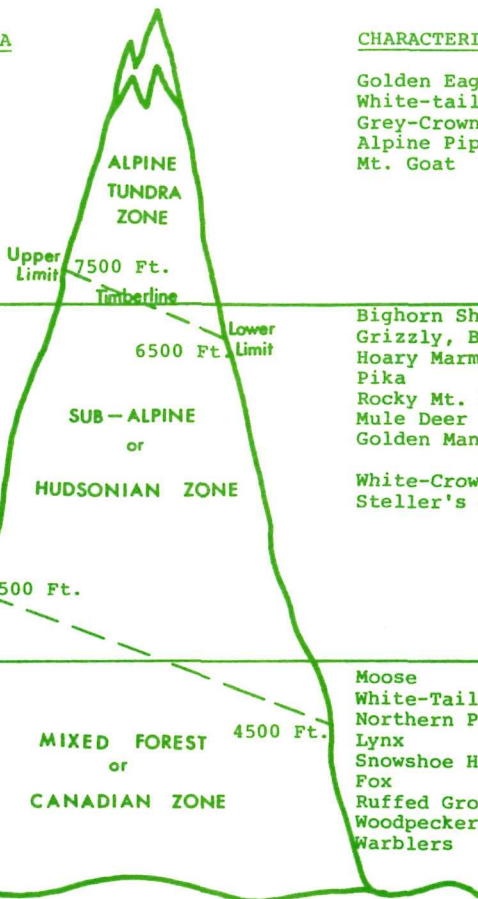 A
CHARACTERI
Golden Eag
White-tail
Grey-Crown
Alpine Pip
Mt. Goat
ALPINE
TUNDRA
ZONE
Upper
Limit
7500 Ft.
Timberline
Lower
Limit
6500 Ft.
Bighorn Sh
Grizzly, B
Hoary Marm
Pika
Rocky Mt.
Mule Deer
Golden Man
White-Crow
Steller's
SUB-ALPINE
or
HUDSONIAN ZONE
500 Ft.
4500 Ft.
Moose
White-Tail
Northern P
Lynx
Snowshoe H
Fox
Ruffed Gro
Woodpecker
Warblers
MIXED FOREST
or
CANADIAN ZONE